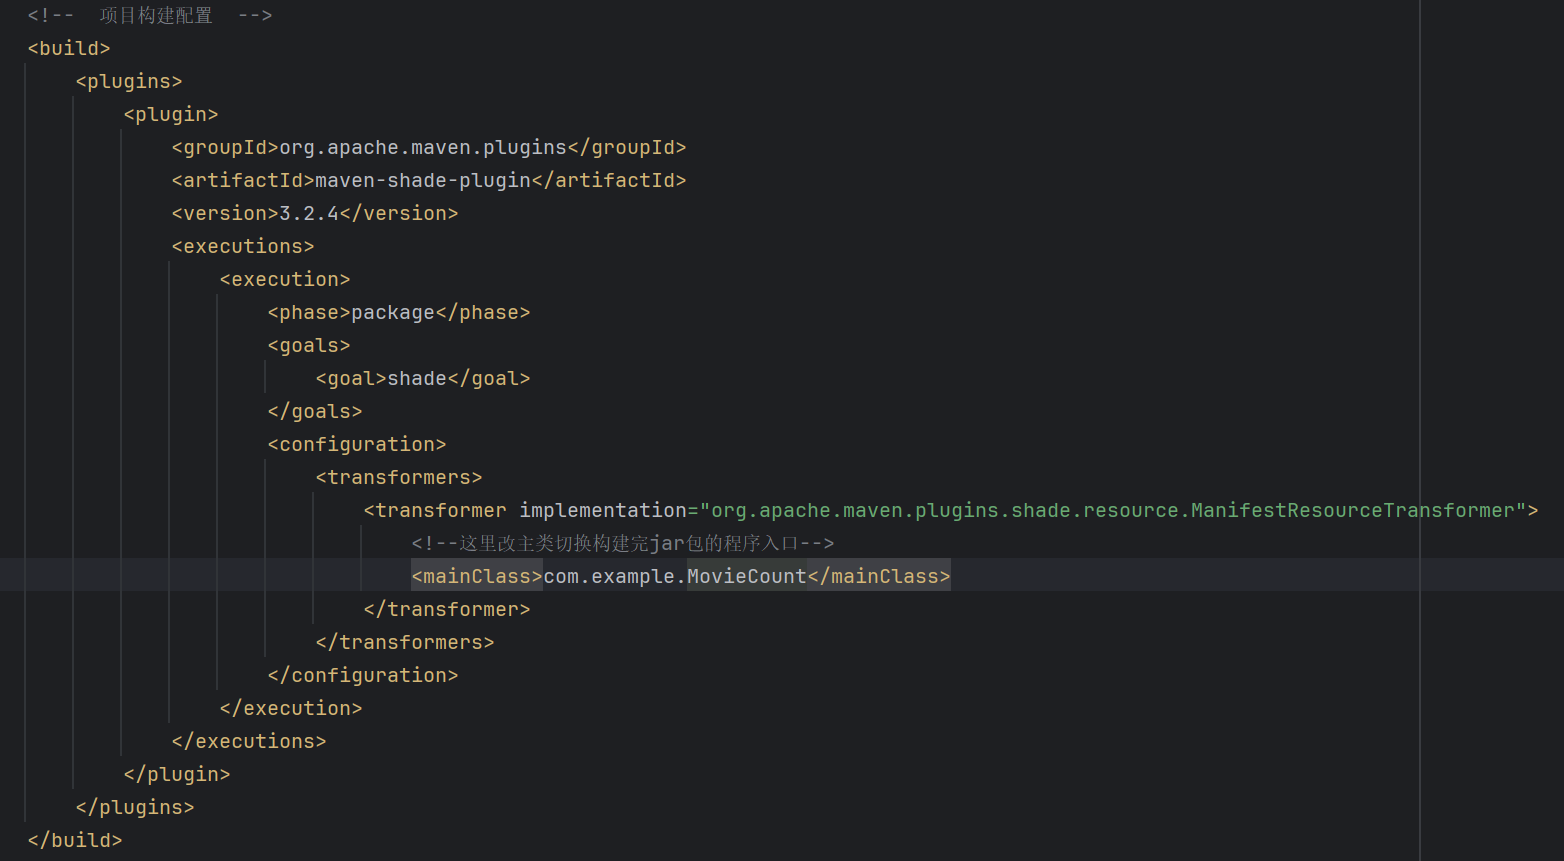 <!--  项目构建配置  -->
<build>
    <plugins>
        <plugin>
            <groupId>org.apache.maven.plugins</groupId>
            <artifactId>maven-shade-plugin</artifactId>
            <version>3.2.4</version>
            <executions>
                <execution>
                    <phase>package</phase>
                    <goals>
                        <goal>shade</goal>
                    </goals>
                    <configuration>
                        <transformers>
                            <transformer implementation="org.apache.maven.plugins.shade.resource.ManifestResourceTransformer">
                                <!--这里改主类切换构建完jar包的程序入口-->
                                <mainClass>com.example.MovieCount</mainClass>
                            </transformer>
                        </transformers>
                    </configuration>
                </execution>
            </executions>
        </plugin>
    </plugins>
</build>